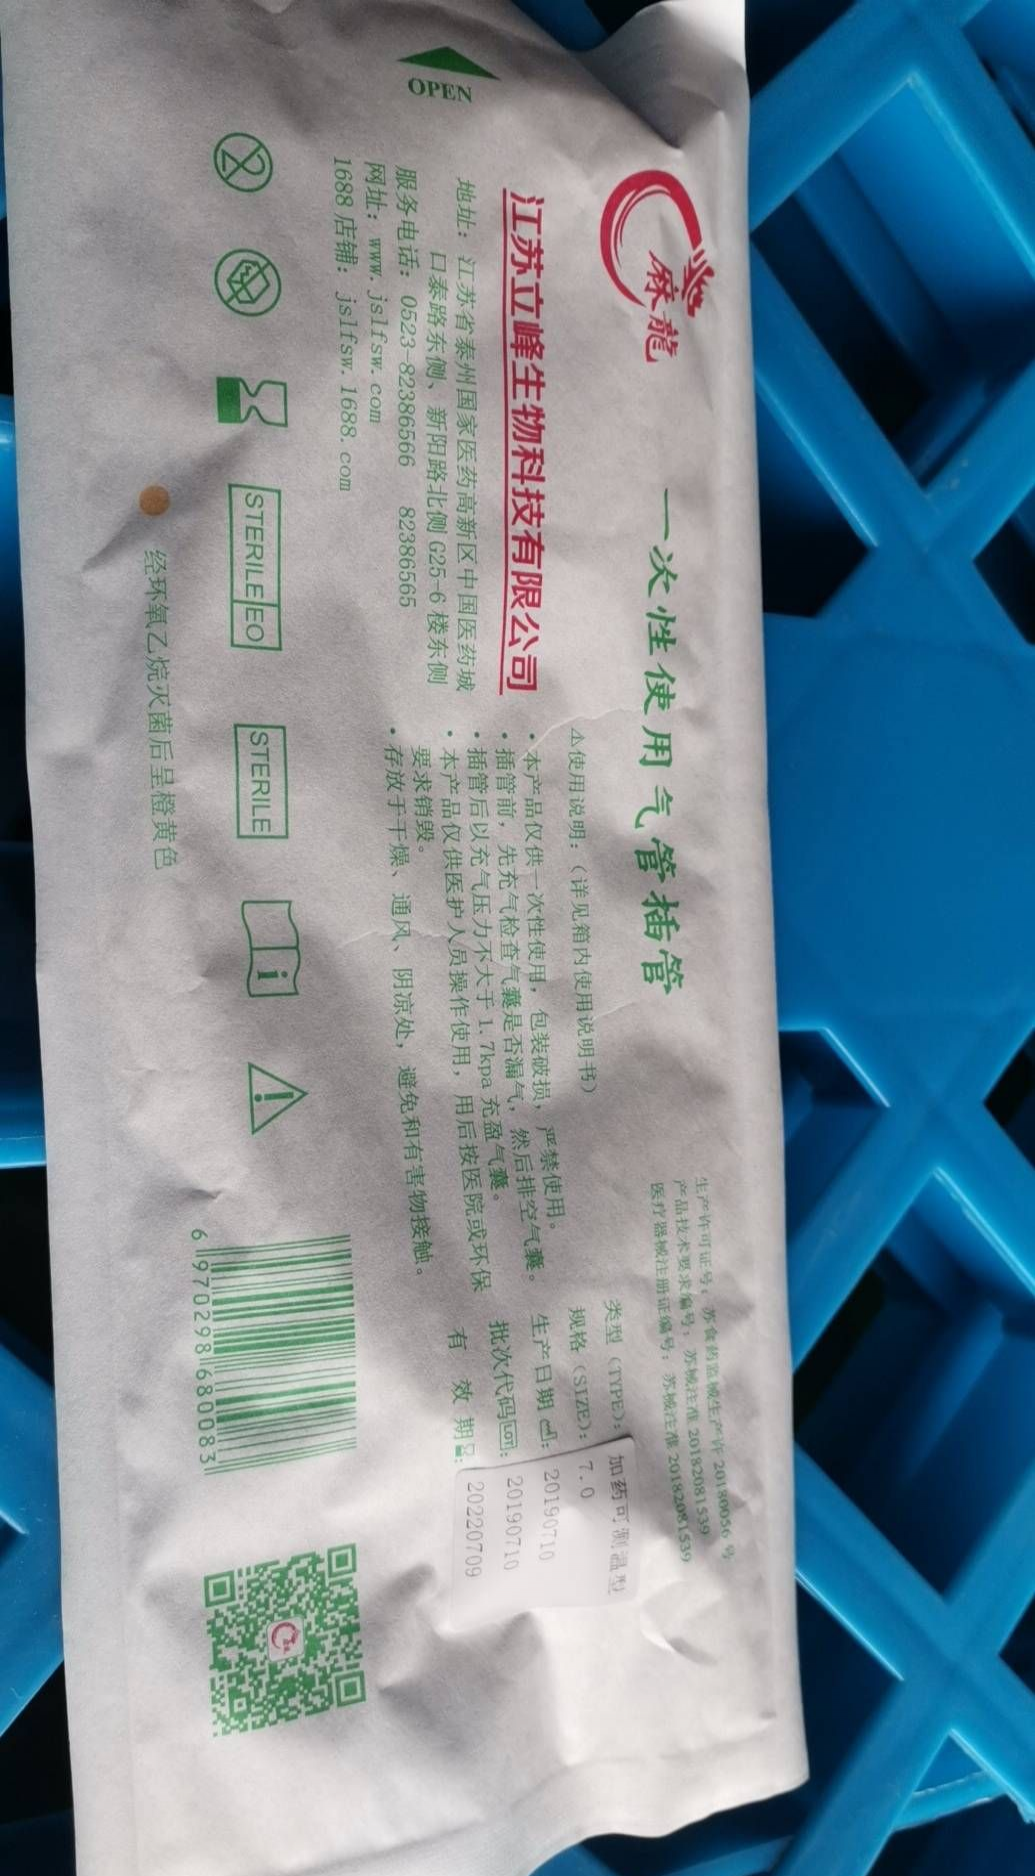 OPEN
麻龍
一次性使用气管插管
生产许可证号：苏食药监械生产许20180056号
产品技术要求编号：苏械注准20182081539
医疗器械注册证编号：苏械注准20182081539
江苏立峰生物科技有限公司
地址：江苏省泰州国家医药高新区中国医药城
口泰路东侧、新阳路北侧G25-6楼东侧
服务电话：0523-82386566 82386565
网址：www.jslfsw.com
1688店铺：jslfsw.1688.com
⚠使用说明：（详见箱内使用说明书）
·本产品仅供一次性使用，包装破损，严禁使用。
·插管前，先充气检查气囊是否漏气，然后排空气囊。
·插管后以充气压力不大于1.7kpa充盈气囊。
·本产品仅供医护人员操作使用，用后按医院或环保
要求销毁。
·存放于干燥、通风、阴凉处，避免和有害物接触。
类型（TYPE）：加药可测温型
规格（SIZE）：7.0
生产日期：20190710
批次代码LOT：20190710
有效期：20220709
2
STERILE EO
STERILE
i
经环氧乙烷灭菌后呈橙黄色
6970298680083